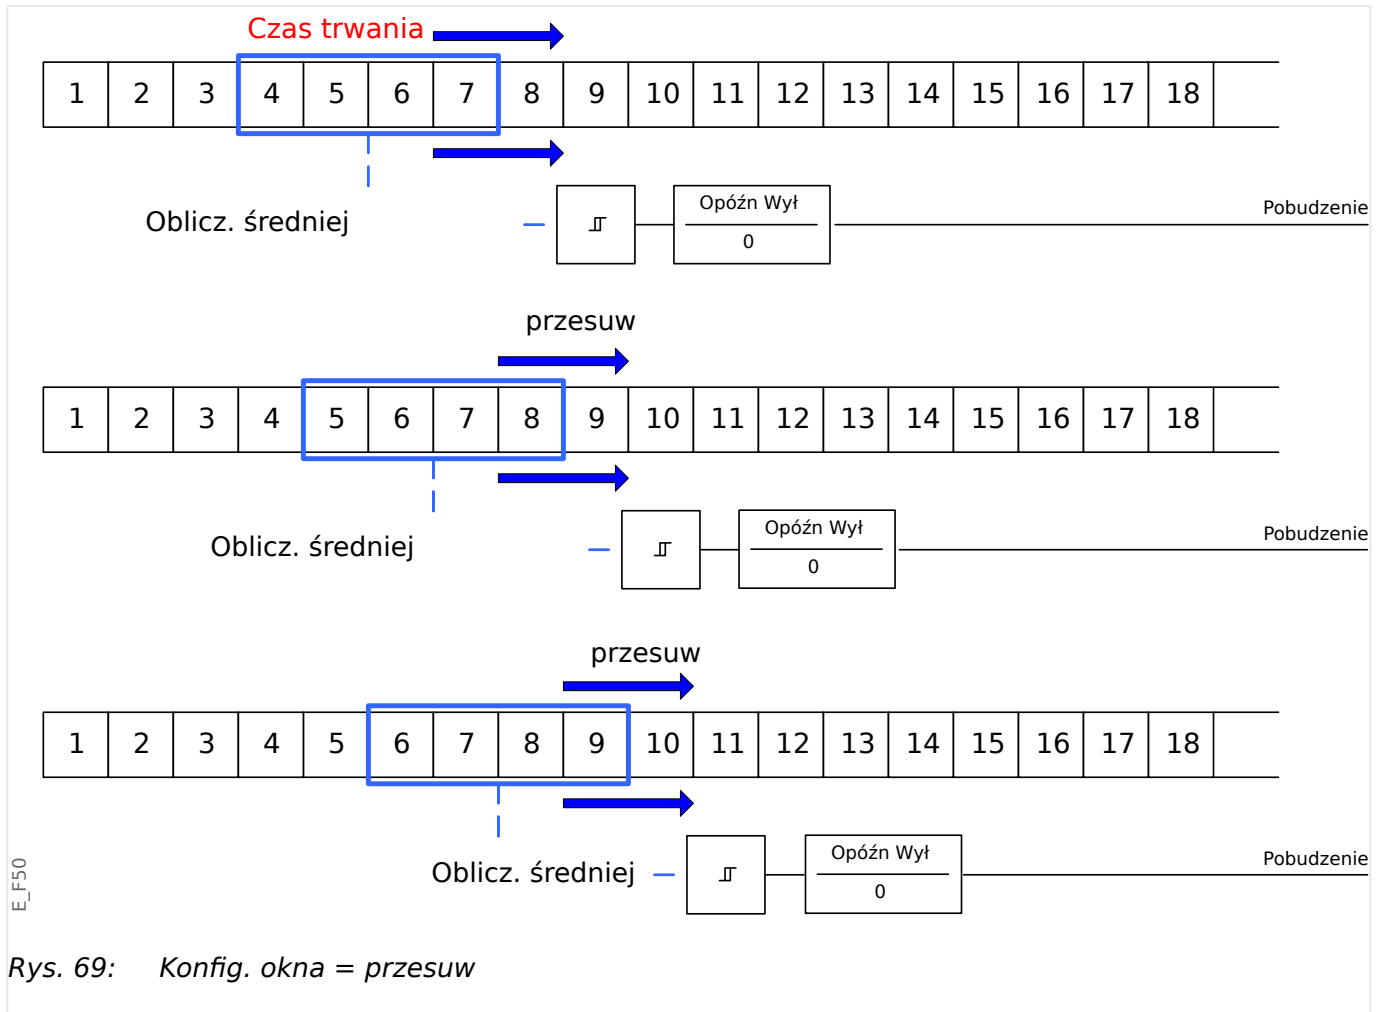 Czas trwania
1 2 3 4 5 6 7 8 9 10 11 12 13 14 15 16 17 18
Oblicz. średniej
Opóźn Wył
0
Pobudzenie
przesuw
1 2 3 4 5 6 7 8 9 10 11 12 13 14 15 16 17 18
Oblicz. średniej
Opóźn Wył
0
Pobudzenie
przesuw
1 2 3 4 5 6 7 8 9 10 11 12 13 14 15 16 17 18
Oblicz. średniej
Opóźn Wył
0
Pobudzenie
E_F50
Rys. 69: Konfig. okna = przesuw